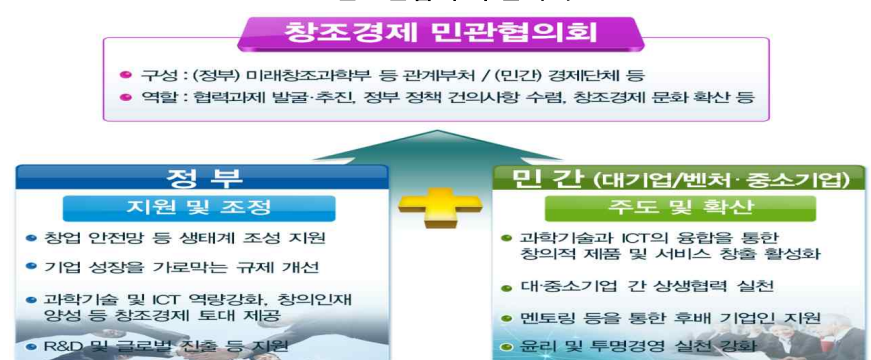 창조경제 민관협의회
구성 : (정부) 미래창조과학부 등 관계부처 / (민간) 경제단체 등
역할 : 협력과제 발굴·추진, 정부 정책 건의사항 수렴, 창조경제 문화 확산 등
정 부
지원 및 조정
창업 안전망 등 생태계 조성 지원
기업 성장을 가로막는 규제 개선
과학기술 및 ICT 역량강화, 창의인재
양성 등 창조경제 토대 제공
R&D 및 글로벌 진출 등 지원
민 간 (대기업/벤처·중소기업)
주도 및 확산
과학기술과 ICT의 융합을 통한
창의적 제품 및 서비스 창출 활성화
대·중소기업 간 상생협력 실천
멘토링 등을 통한 후배 기업인 지원
윤리 및 투명경영 실천 강화